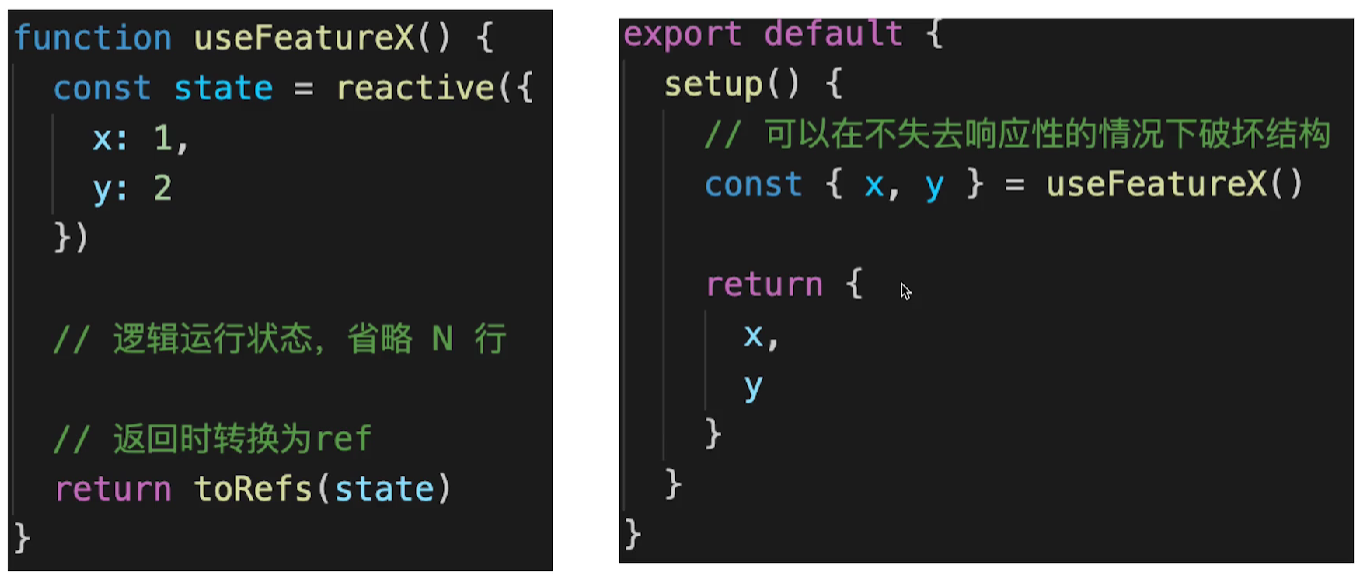 function useFeatureX() {
const state = reactive({
x: 1,
y: 2
})
// 逻辑运行状态，省略 N 行
// 返回时转换为ref
return toRefs(state)
}
export default {
setup() {
// 可以在不失去响应性的情况下破坏结构
const { x, y } = useFeatureX()
return {
x,
y
}
}
}